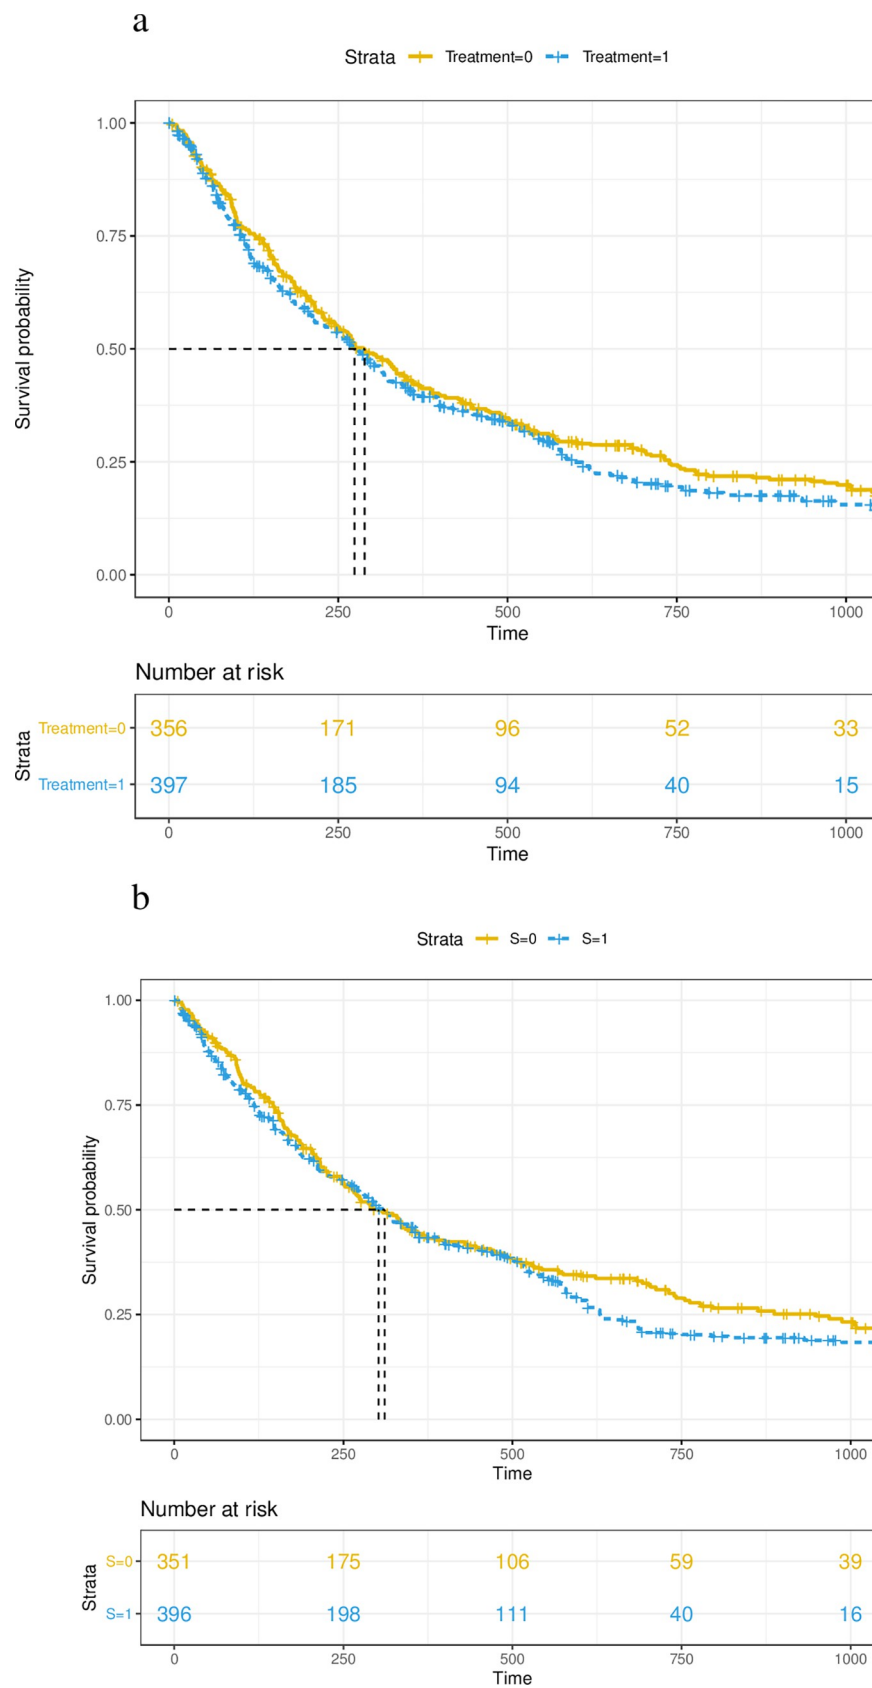 a
Strata Treatment=0 Treatment=1
1.00
0.75
0.50
0.25
0.00
Survival probability
0 250 500 750 1000
Time
Number at risk
Treatment=0 356 171 96 52 33
Treatment=1 397 185 94 40 15
Strata
0 250 500 750 1000
Time
b
Strata S=0 S=1
1.00
0.75
0.50
0.25
0.00
Survival probability
0 250 500 750 1000
Time
Number at risk
S=0 351 175 106 59 39
S=1 396 198 111 40 16
Strata
0 250 500 750 1000
Time